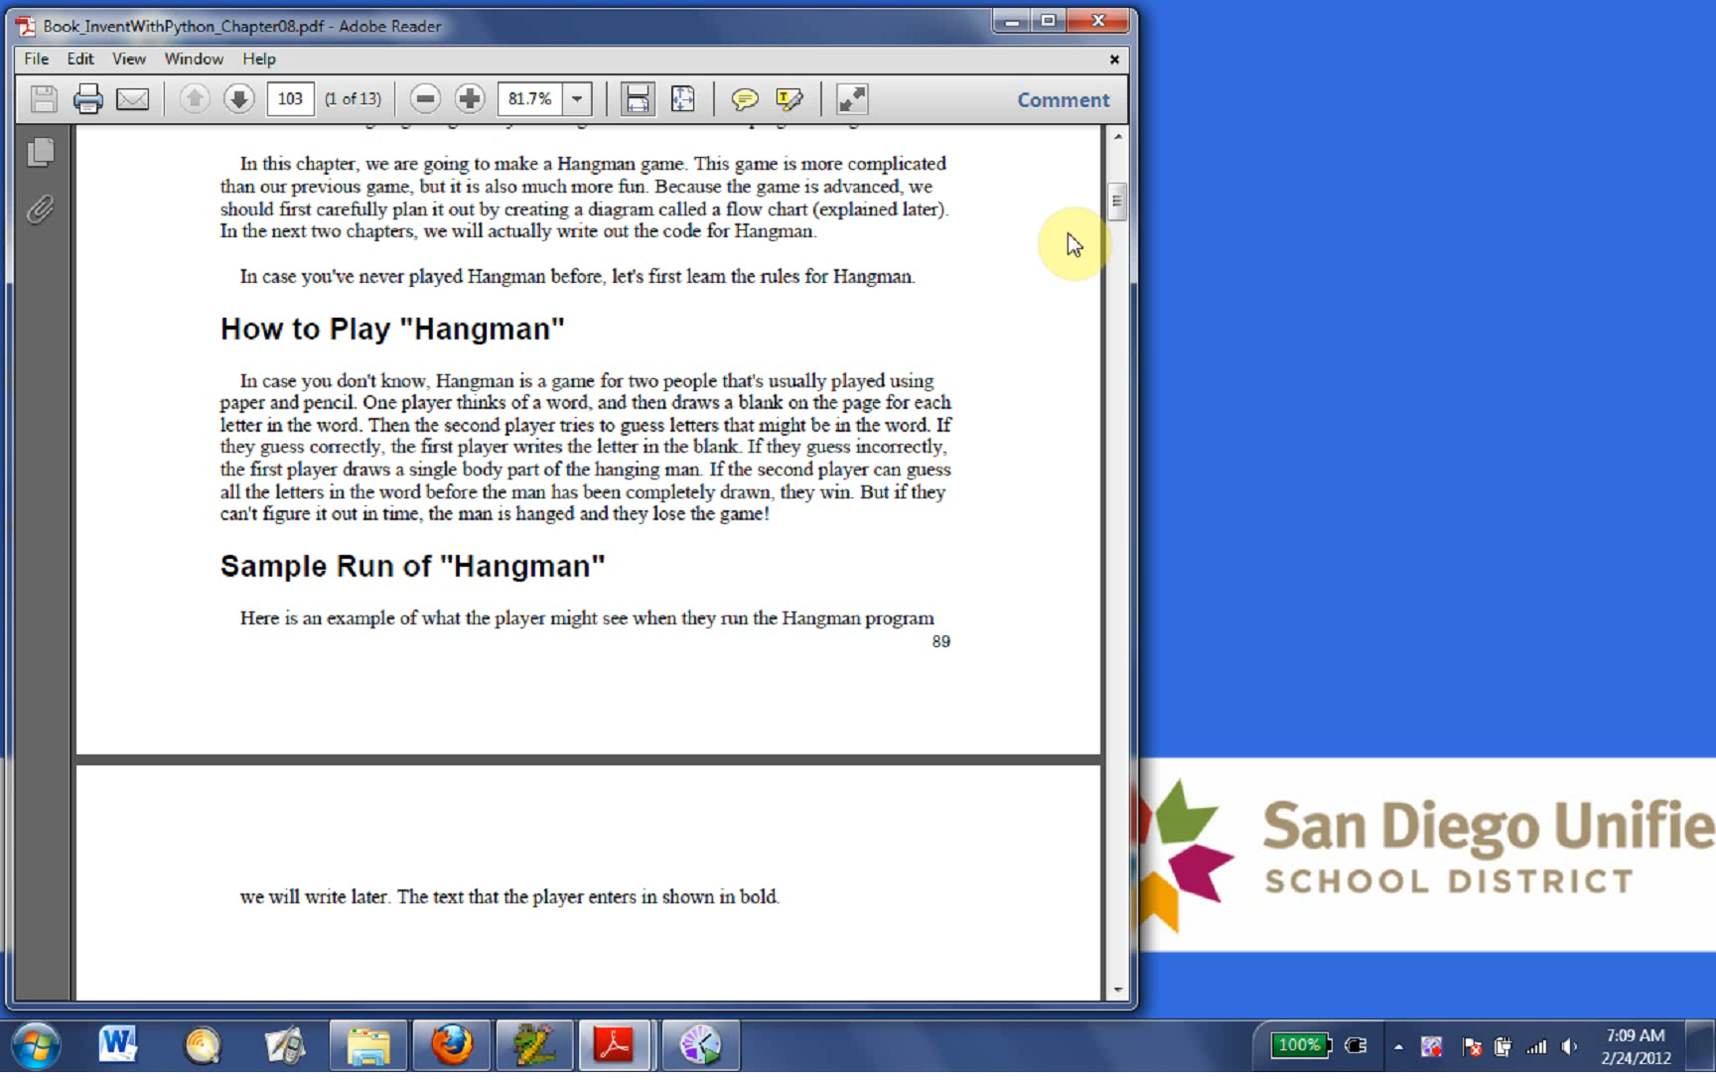 Book_InventWithPython_Chapter08.pdf - Adobe Reader
File Edit View Window Help
103 (1 of 13) 81.7% Comment
In this chapter, we are going to make a Hangman game. This game is more complicated
than our previous game, but it is also much more fun. Because the game is advanced, we
should first carefully plan it out by creating a diagram called a flow chart (explained later).
In the next two chapters, we will actually write out the code for Hangman.
In case you've never played Hangman before, let's first learn the rules for Hangman.
How to Play "Hangman"
In case you don't know, Hangman is a game for two people that's usually played using
paper and pencil. One player thinks of a word, and then draws a blank on the page for each
letter in the word. Then the second player tries to guess letters that might be in the word. If
they guess correctly, the first player writes the letter in the blank. If they guess incorrectly,
the first player draws a single body part of the hanging man. If the second player can guess
all the letters in the word before the man has been completely drawn, they win. But if they
can't figure it out in time, the man is hanged and they lose the game!
Sample Run of "Hangman"
Here is an example of what the player might see when they run the Hangman program
89
we will write later. The text that the player enters in shown in bold.
San Diego Unifie
SCHOOL DISTRICT
100%
7:09 AM
2/24/2012